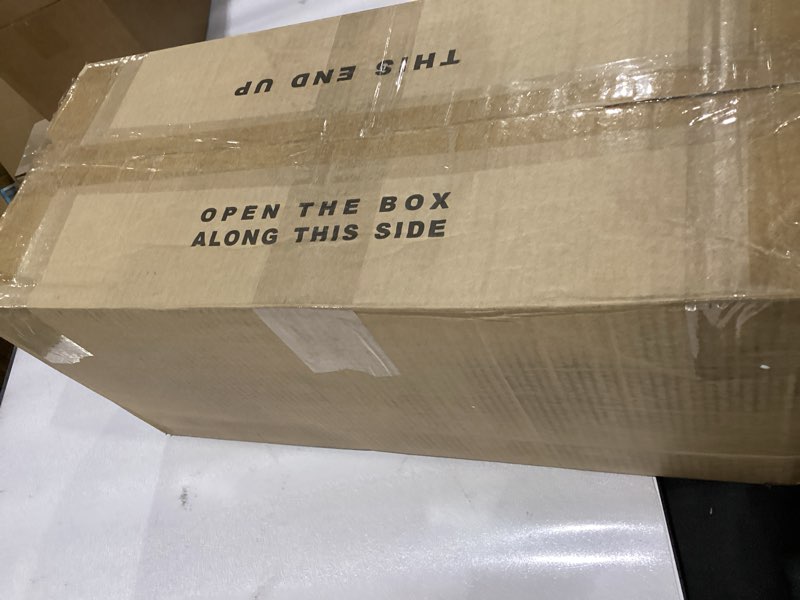 THIS END UP
OPEN THE BOX
ALONG THIS SIDE